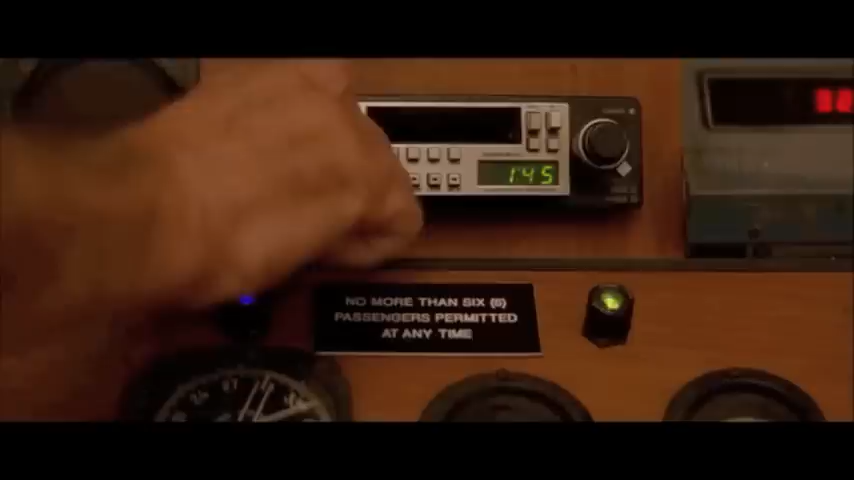 1:45
NO MORE THAN SIX (6)
PASSENGERS PERMITTED
AT ANY TIME